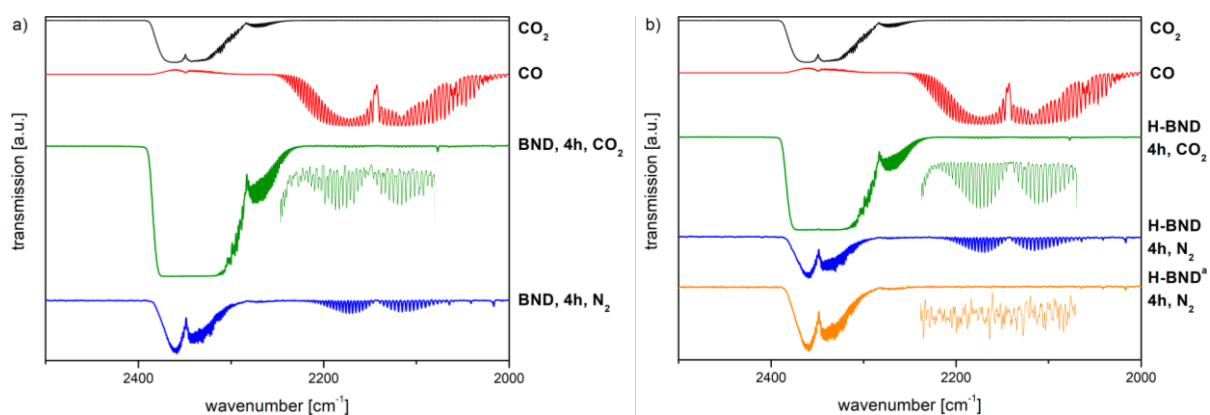 a)
CO₂
CO
BND, 4h, CO₂
BND, 4h, N₂
transmission [a.u.]
2400
2200
2000
wavenumber [cm⁻¹]
b)
CO₂
CO
H-BND
4h, CO₂
H-BND
4h, N₂
H-BNDᵃ
4h, N₂
transmission [a.u.]
2400
2200
2000
wavenumber [cm⁻¹]